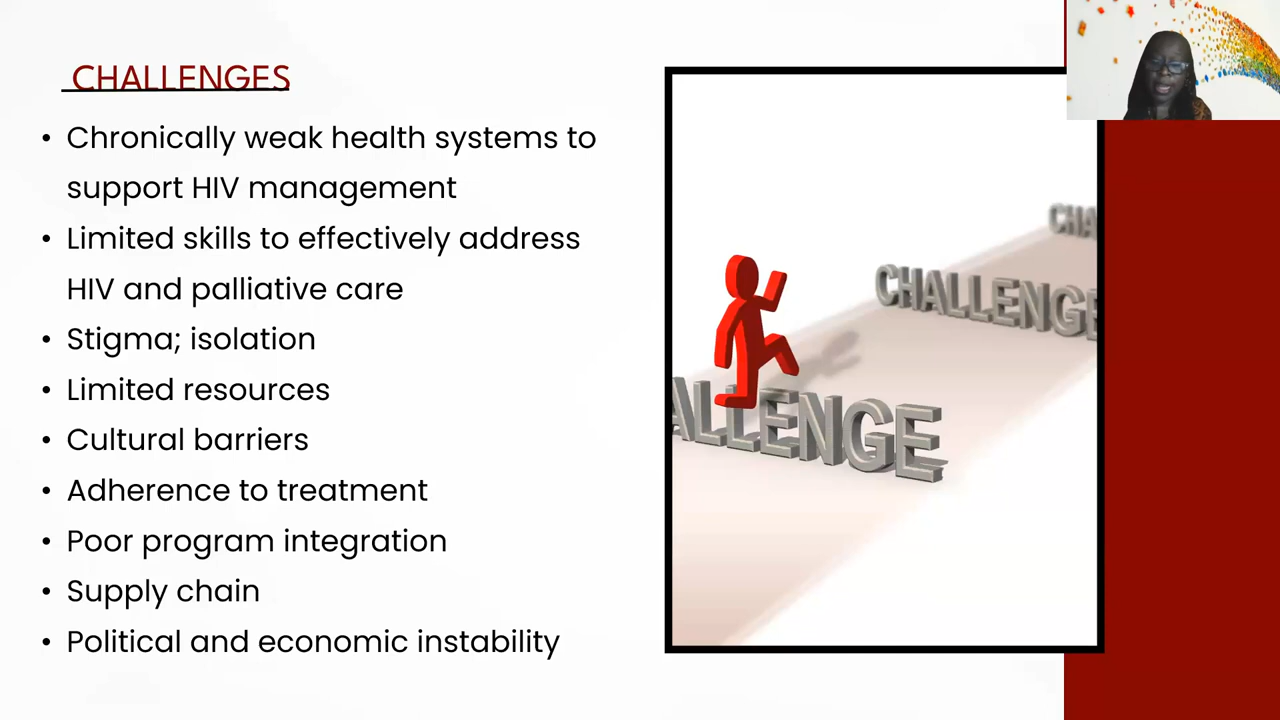 CHALLENGES
• Chronically weak health systems to
support HIV management
• Limited skills to effectively address
HIV and palliative care
• Stigma; isolation
• Limited resources
• Cultural barriers
• Adherence to treatment
• Poor program integration
• Supply chain
• Political and economic instability
CHA
CHALLENGE
ALLENGE